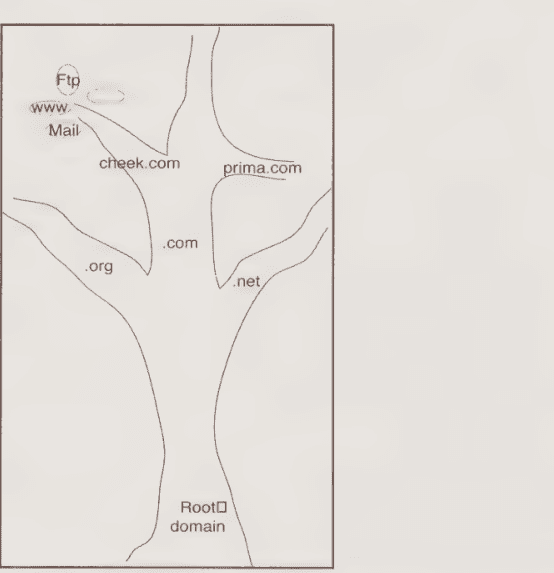 Ftp
www
Mail
cheek.com
prima.com
.com
.org
.net
Root□
domain